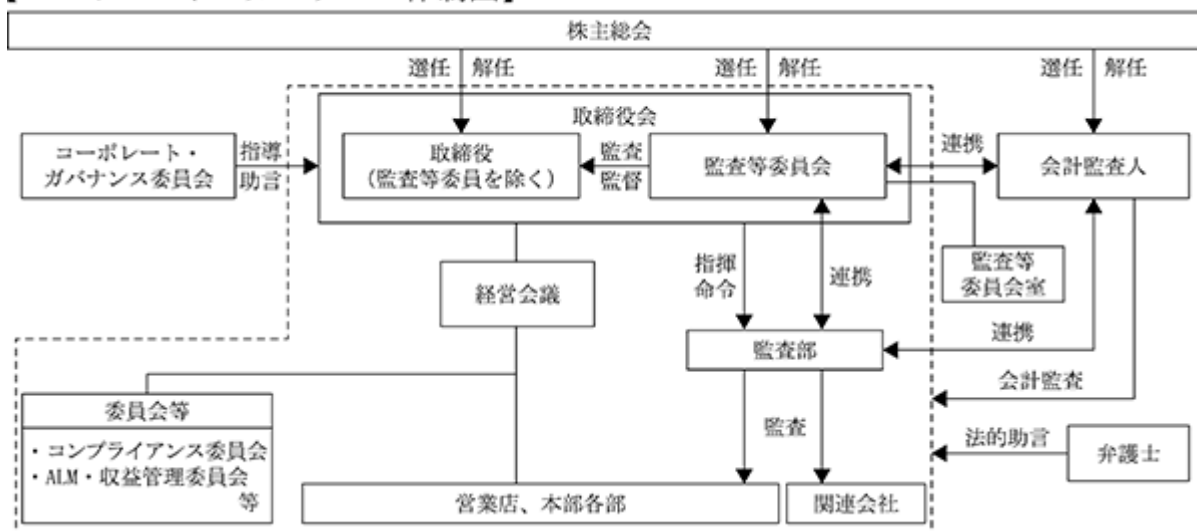 株主総会
選任 解任
選任 解任
選任 解任
取締役会
コーポレート・
ガバナンス委員会
指導
助言
取締役
(監査等委員を除く)
監査
監督
監査等委員会
連携
会計監査人
監査等
委員会室
経営会議
指揮
命令
連携
連携
監査部
会計監査
委員会等
・コンプライアンス委員会
・ALM・収益管理委員会
等
監査
法的助言
弁護士
営業店、本部各部
関連会社